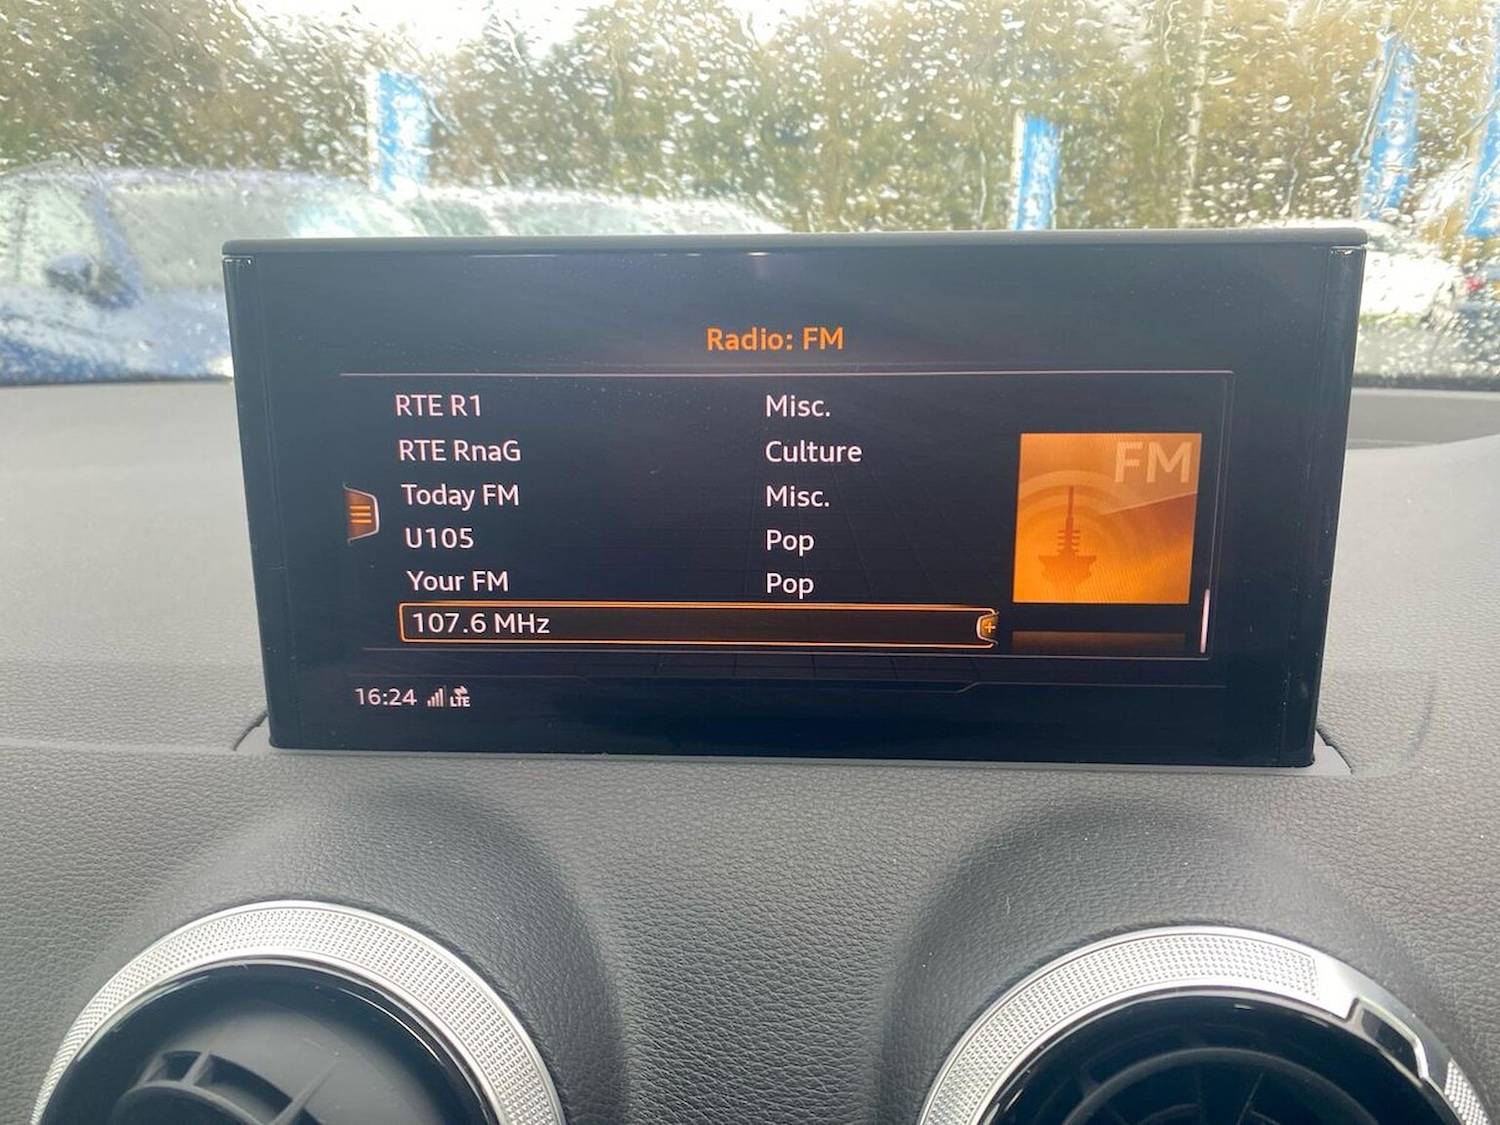 Radio: FM
RTE R1 Misc.
RTE RnaG Culture
Today FM Misc.
U105 Pop
Your FM Pop
107.6 MHz
FM
16:24 LTE